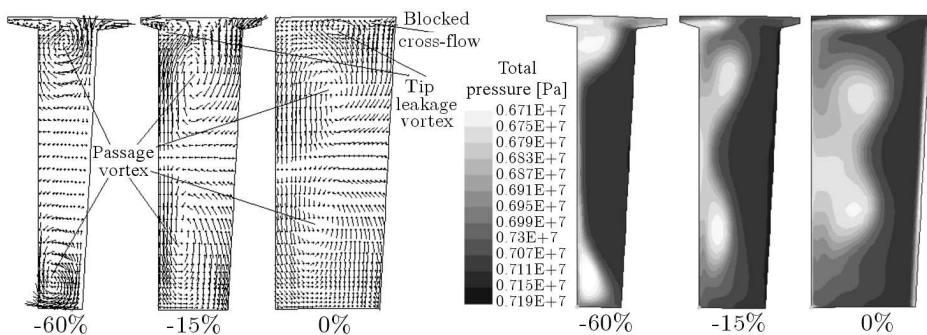 Blocked
cross-flow
Tip
leakage
vortex
Passage
vortex
-60%
-15%
0%
Total
pressure [Pa]
0.671E+7
0.675E+7
0.679E+7
0.683E+7
0.687E+7
0.691E+7
0.695E+7
0.699E+7
0.73E+7
0.707E+7
0.711E+7
0.715E+7
0.719E+7
-60%
-15%
0%